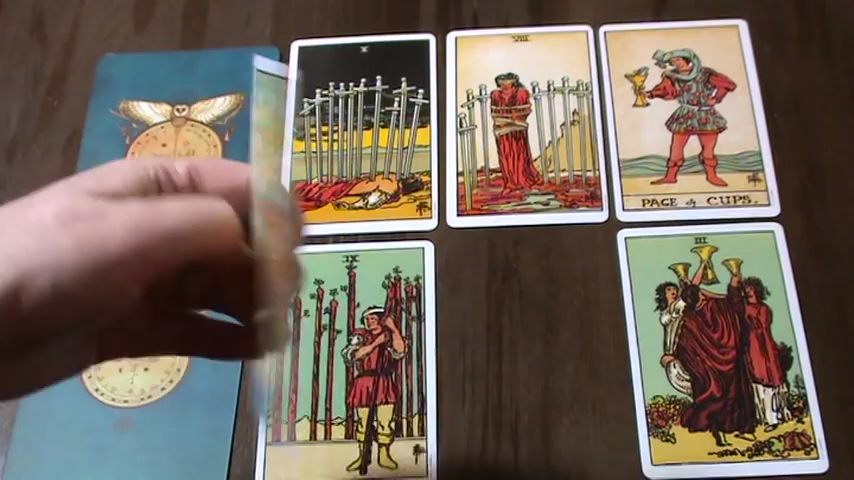 X
VIII
PAGE of CUPS.
IX
III